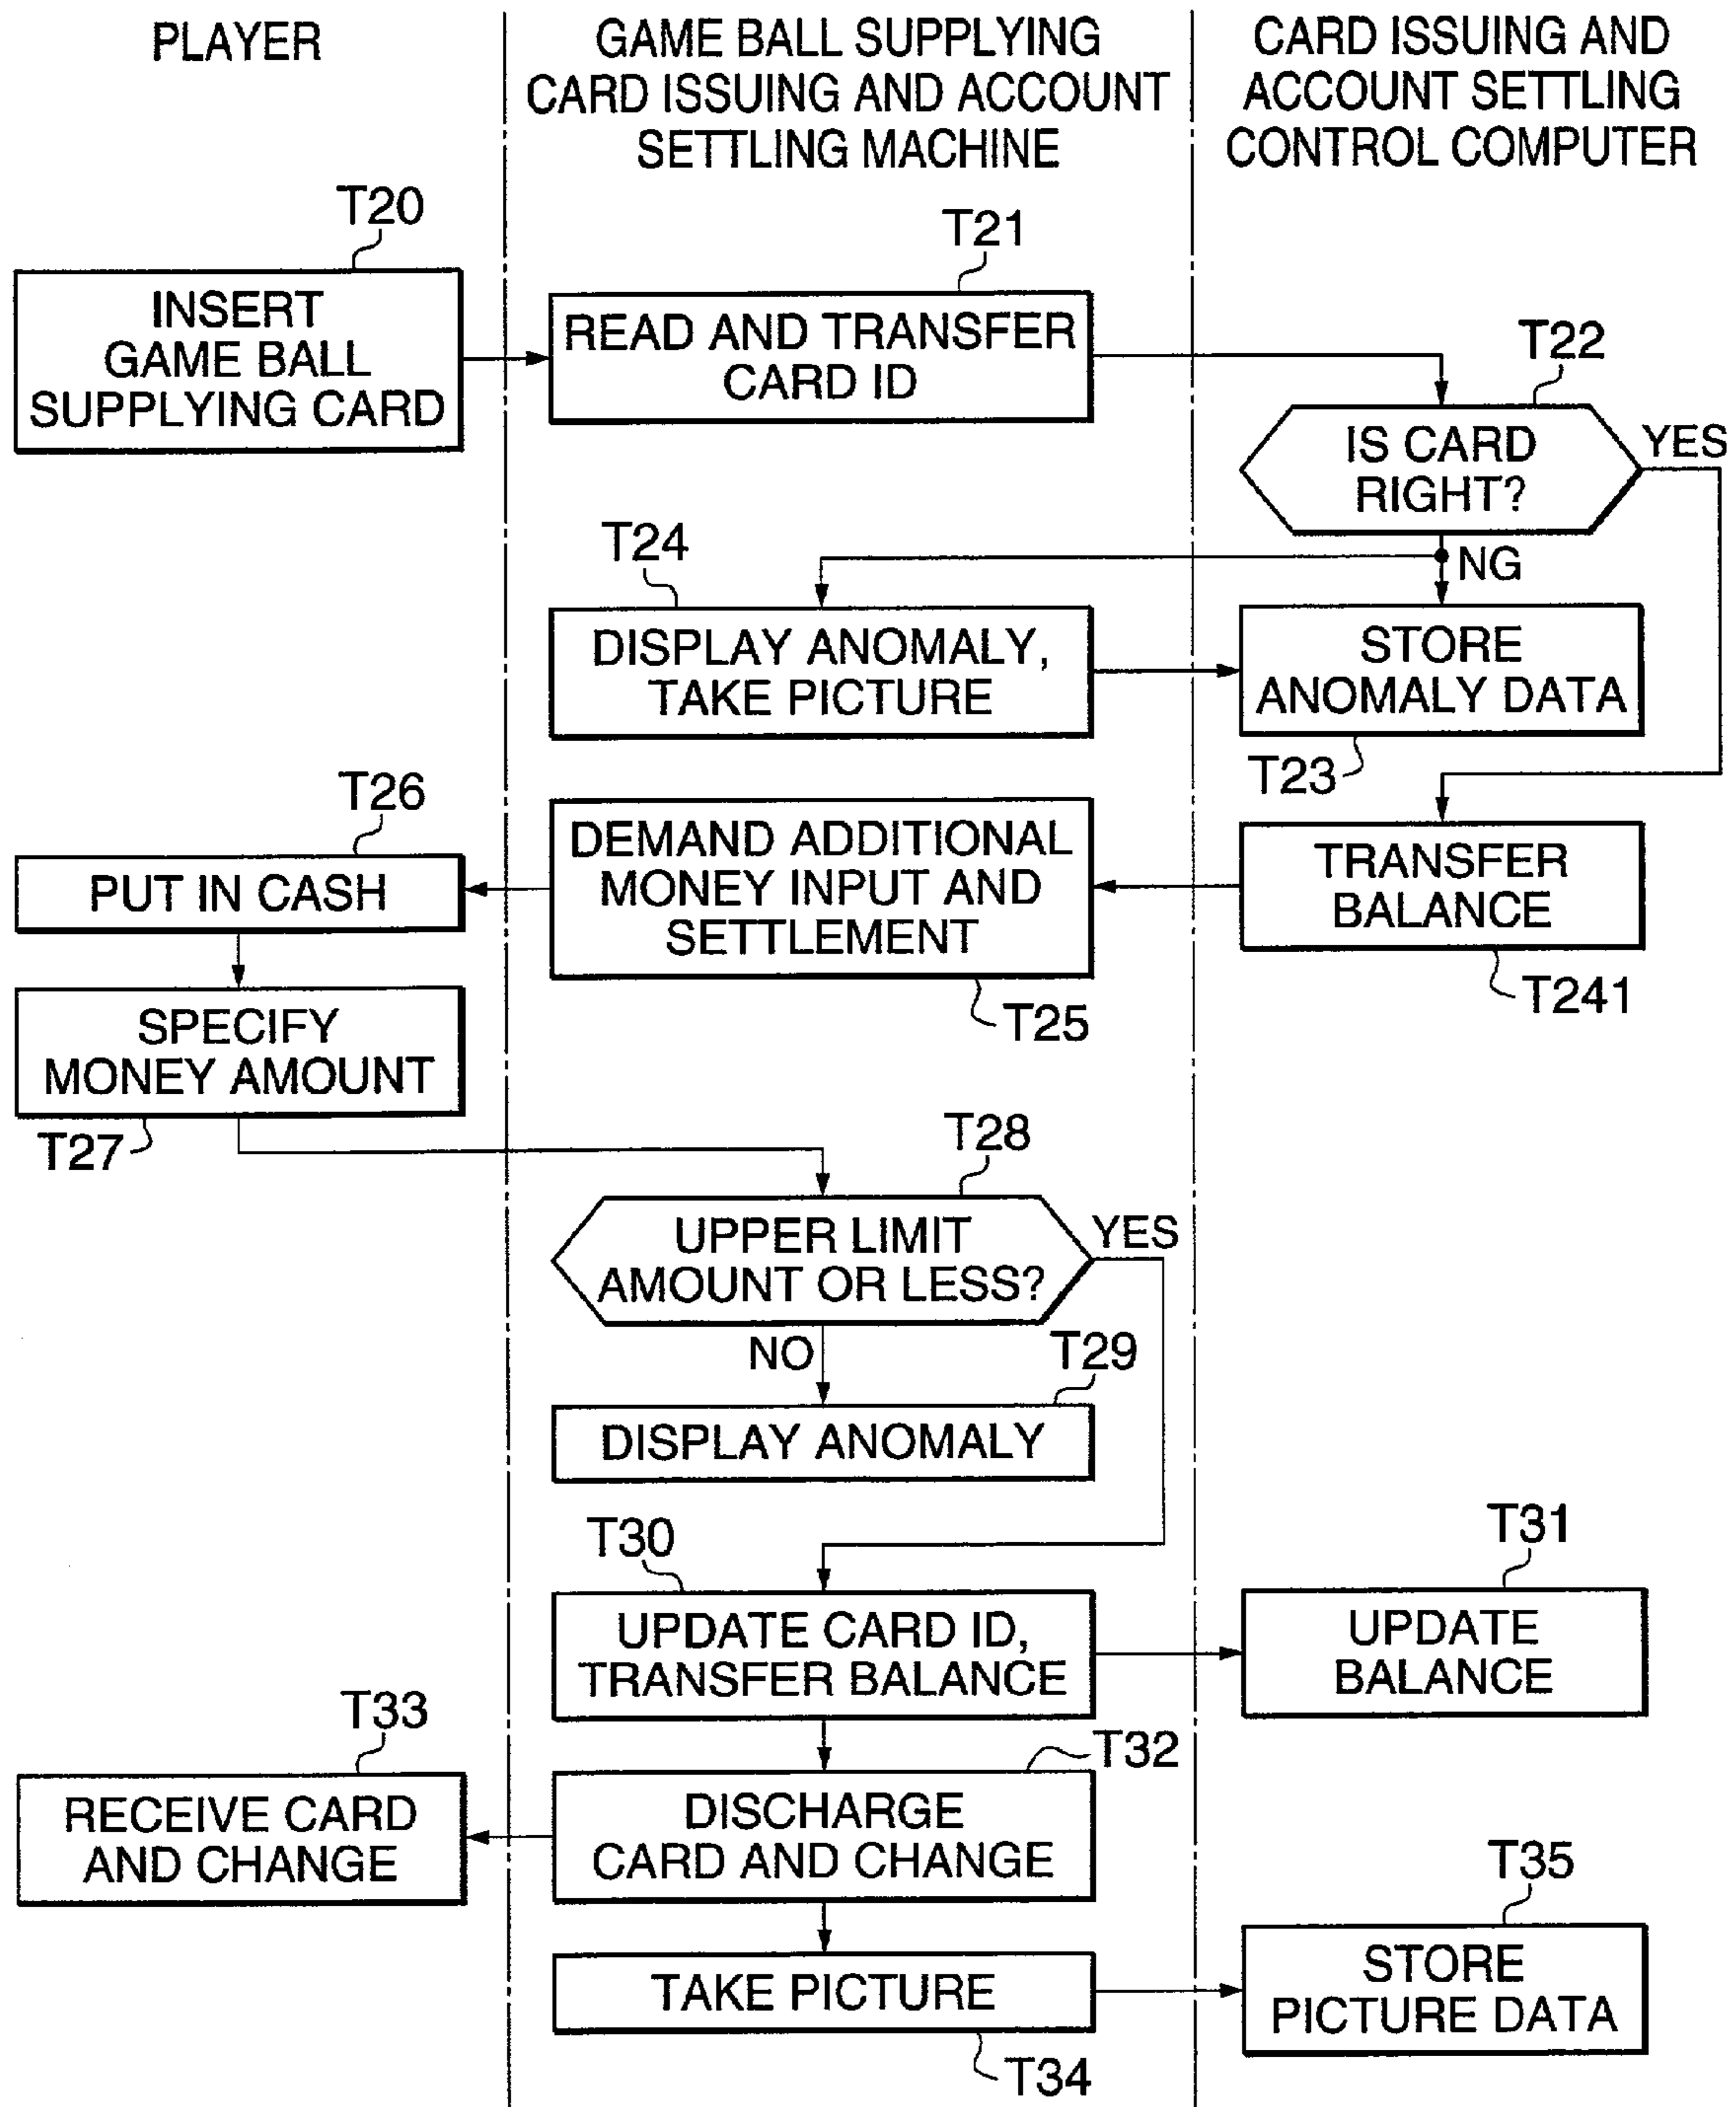 PLAYER
GAME BALL SUPPLYING
CARD ISSUING AND ACCOUNT
SETTLING MACHINE
CARD ISSUING AND
ACCOUNT SETTLING
CONTROL COMPUTER
T20
INSERT
GAME BALL
SUPPLYING CARD
T21
READ AND TRANSFER
CARD ID
T22
IS CARD
RIGHT?
YES
NG
T24
DISPLAY ANOMALY,
TAKE PICTURE
STORE
ANOMALY DATA
T23
T26
PUT IN CASH
DEMAND ADDITIONAL
MONEY INPUT AND
SETTLEMENT
T25
TRANSFER
BALANCE
T241
SPECIFY
MONEY AMOUNT
T27
T28
UPPER LIMIT
AMOUNT OR LESS?
YES
NO
T29
DISPLAY ANOMALY
T30
UPDATE CARD ID,
TRANSFER BALANCE
T31
UPDATE
BALANCE
T33
RECEIVE CARD
AND CHANGE
T32
DISCHARGE
CARD AND CHANGE
TAKE PICTURE
T34
T35
STORE
PICTURE DATA